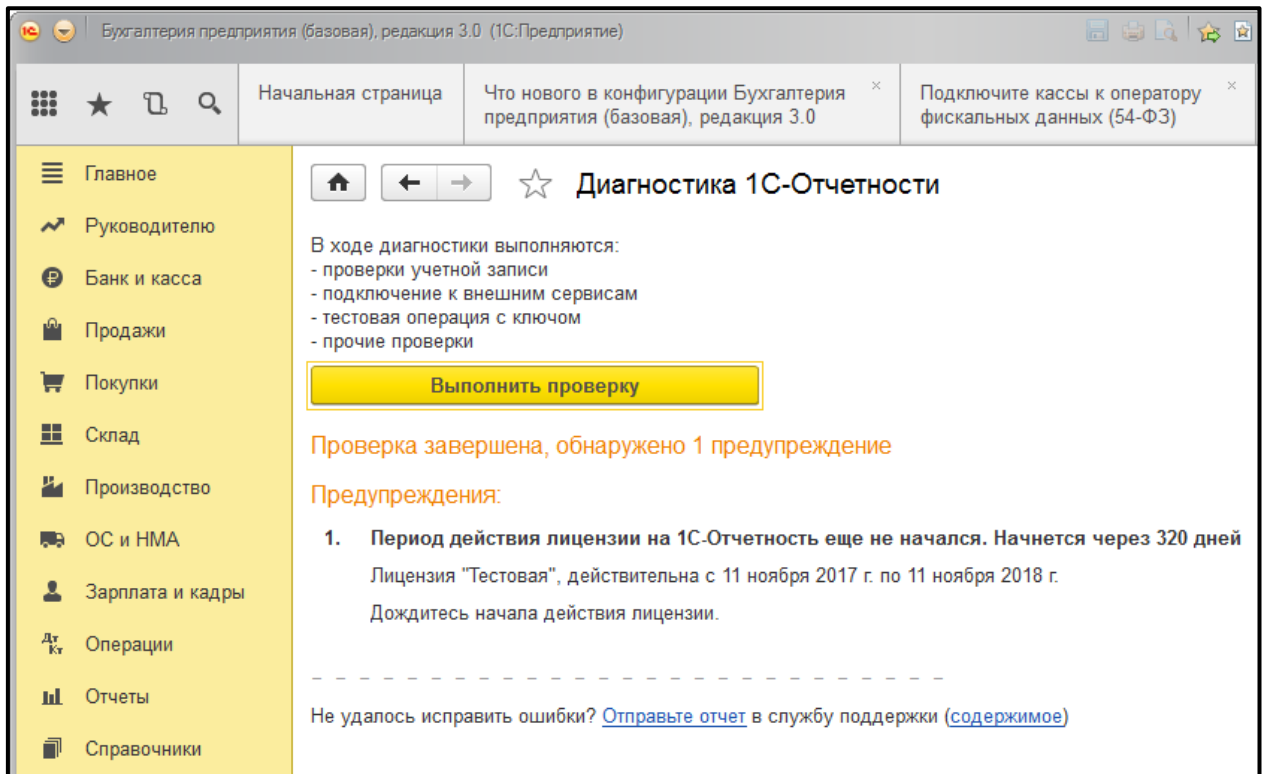 Бухгалтерия предприятия (базовая), редакция 3.0 (1С:Предприятие)
Начальная страница
Что нового в конфигурации Бухгалтерия
предприятия (базовая), редакция 3.0
Подключите кассы к оператору
фискальных данных (54-ФЗ)
Главное
Руководителю
Банк и касса
Продажи
Покупки
Склад
Производство
ОС и НМА
Зарплата и кадры
Дт
Кт
Операции
Отчеты
Справочники
Диагностика 1С-Отчетности
В ходе диагностики выполняются:
- проверки учетной записи
- подключение к внешним сервисам
- тестовая операция с ключом
- прочие проверки
Выполнить проверку
Проверка завершена, обнаружено 1 предупреждение
Предупреждения:
1. Период действия лицензии на 1С-Отчетность еще не начался. Начнется через 320 дней
Лицензия "Тестовая", действительна с 11 ноября 2017 г. по 11 ноября 2018 г.
Дождитесь начала действия лицензии.
Не удалось исправить ошибки? Отправьте отчет в службу поддержки (содержимое)